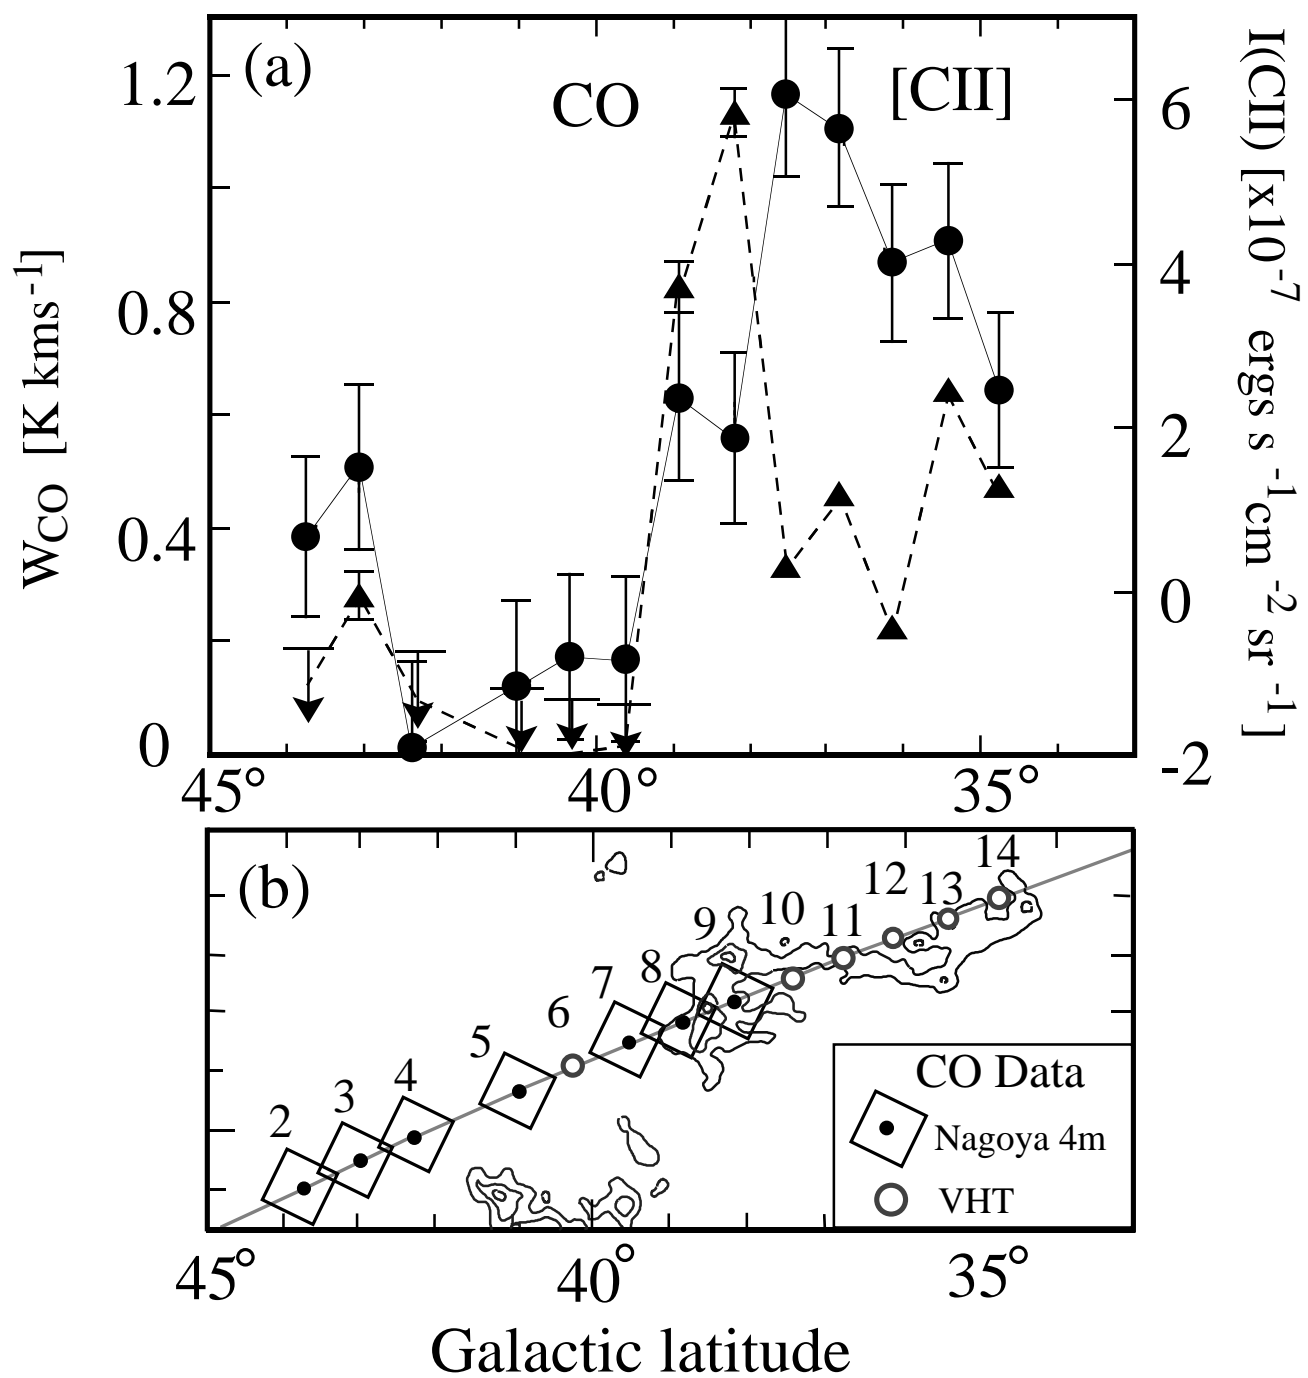 (a)
CO
[CII]
1.2
0.8
0.4
0
W_CO [K kms^-1]
6
4
2
0
-2
I(CII) [x10^-7 ergs s^-1 cm^-2 sr^-1]
45°
40°
35°
(b)
2
3
4
5
6
7
8
9
10
11
12
13
14
CO Data
Nagoya 4m
VHT
45°
40°
35°
Galactic latitude